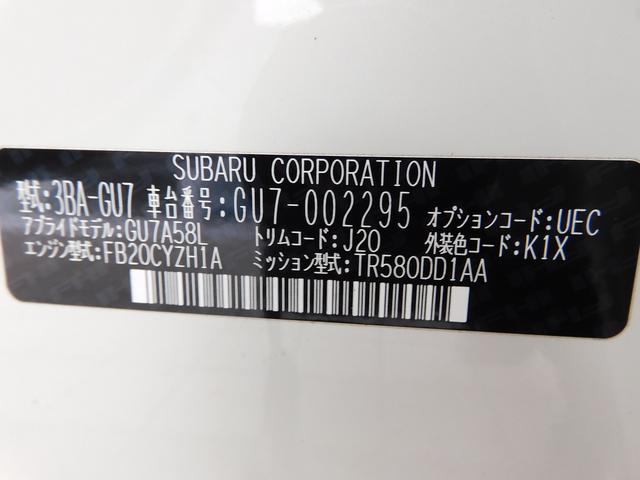 SUBARU CORPORATION
型式:3BA-GU7 車台番号:GU7-002295 オプションコード:UEC
アプライドモデル:GU7A58L トリムコード:J20 外装色コード:K1X
エンジン型式:FB20CYZH1A ミッション型式:TR580DD1AA